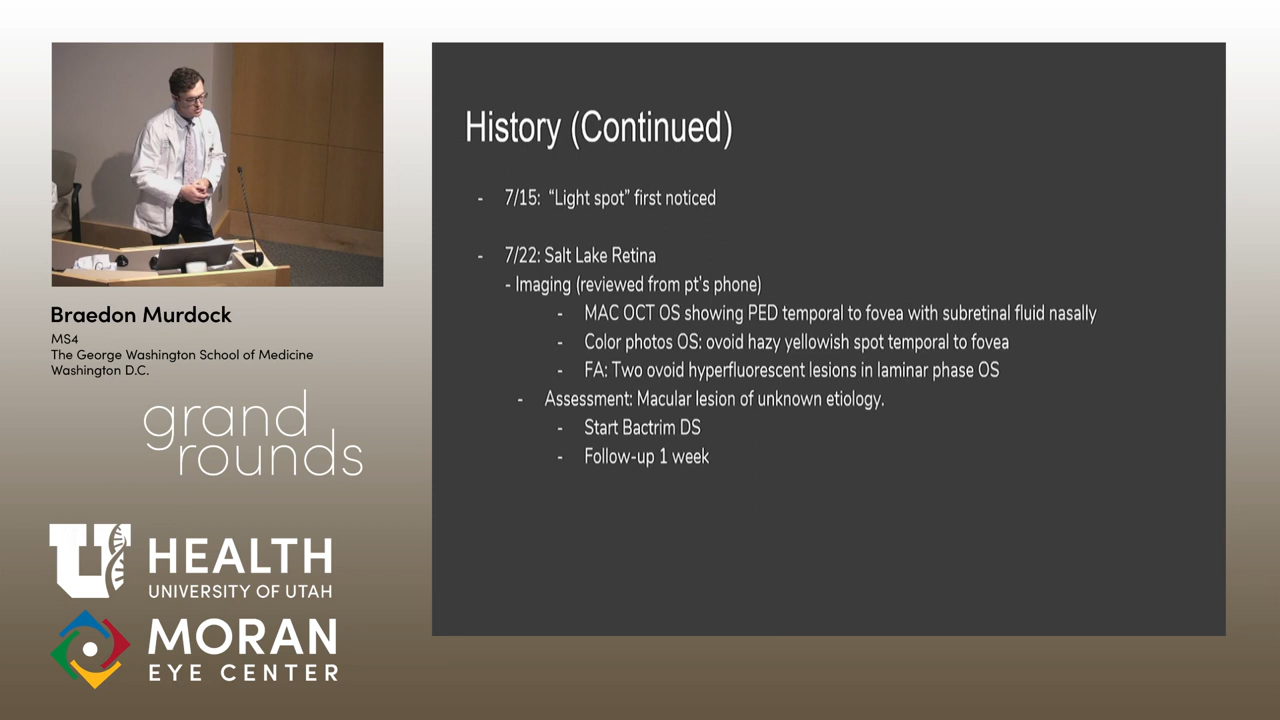 History (Continued)
- 7/15: “Light spot” first noticed
- 7/22: Salt Lake Retina
- Imaging (reviewed from pt's phone)
- MAC OCT OS showing PED temporal to fovea with subretinal fluid nasally
- Color photos OS: ovoid hazy yellowish spot temporal to fovea
- FA: Two ovoid hyperfluorescent lesions in laminar phase OS
- Assessment: Macular lesion of unknown etiology.
- Start Bactrim DS
- Follow-up 1 week
Braedon Murdock
MS4
The George Washington School of Medicine
Washington D.C.
grand
rounds
U HEALTH
UNIVERSITY OF UTAH
MORAN
EYE CENTER